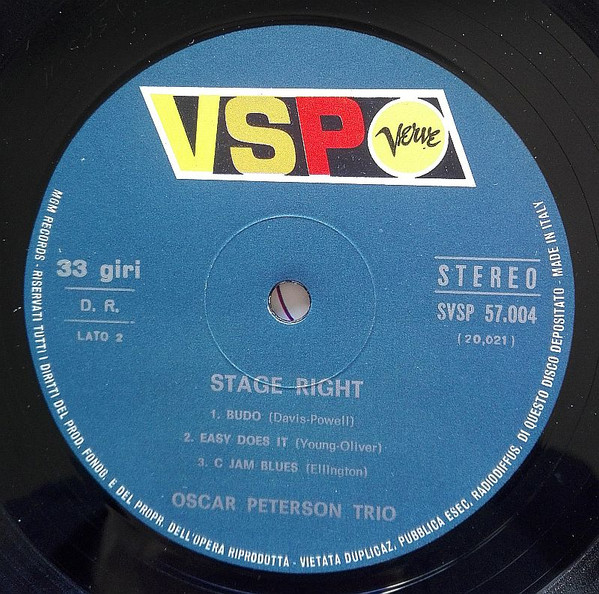 VSP Verve
33 giri
D. R.
LATO 2
STEREO
SVSP 57.004
(20,021)
STAGE RIGHT
1. BUDO (Davis-Powell)
2. EASY DOES IT (Young-Oliver)
3. C JAM BLUES (Ellington)
OSCAR PETERSON TRIO
MGM RECORDS - RISERVATI TUTTI I DIRITTI DEL PROD. FONOG. E DEL PROPR. DELL'OPERA RIPRODOTTA - VIETATA DUPLICAZ. PUBBLICA ESEC. RADIODIFFUS. DI QUESTO DISCO DEPOSITATO - MADE IN ITALY